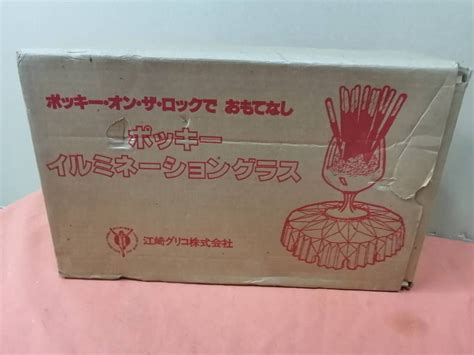 ポッキー・オン・ザ・ロックで おもてなし
ポッキー
イルミネーショングラス
江崎グリコ株式会社